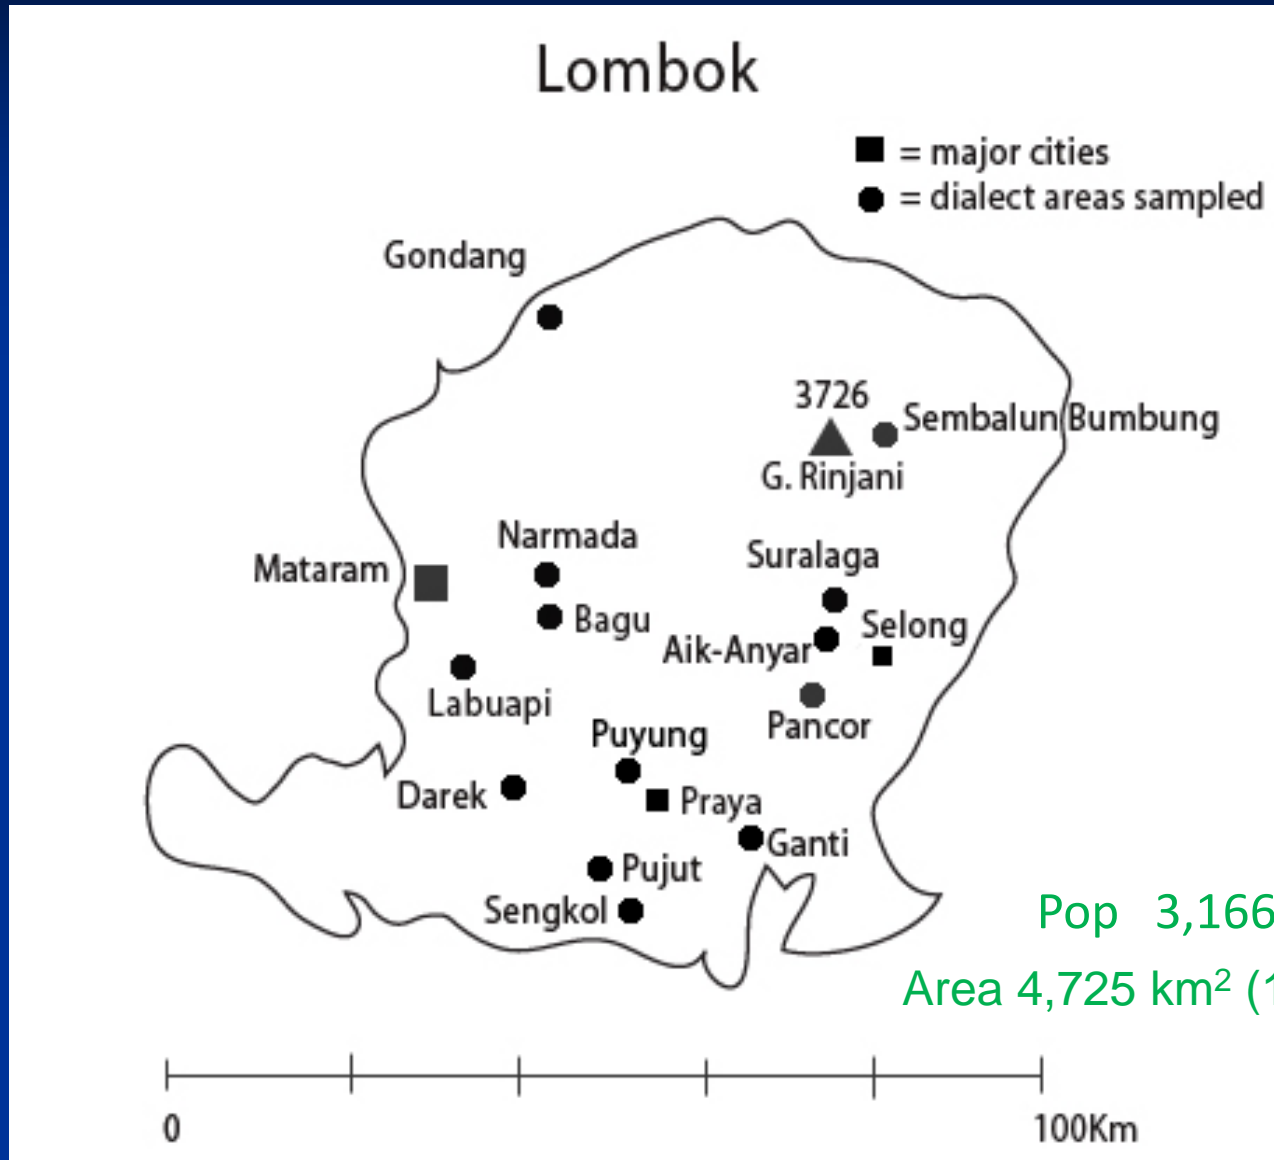 Lombok
■ = major cities
● = dialect areas sampled
Gondang
3726
Sembalun Bumbung
G. Rinjani
Narmada
Suralaga
Mataram
Bagu
Selong
Aik-Anyar
Labuapi
Pancor
Puyung
Darek
Praya
Ganti
Pujut
Sengkol
Pop 3,166
Area 4,725 km² (1
0
100Km